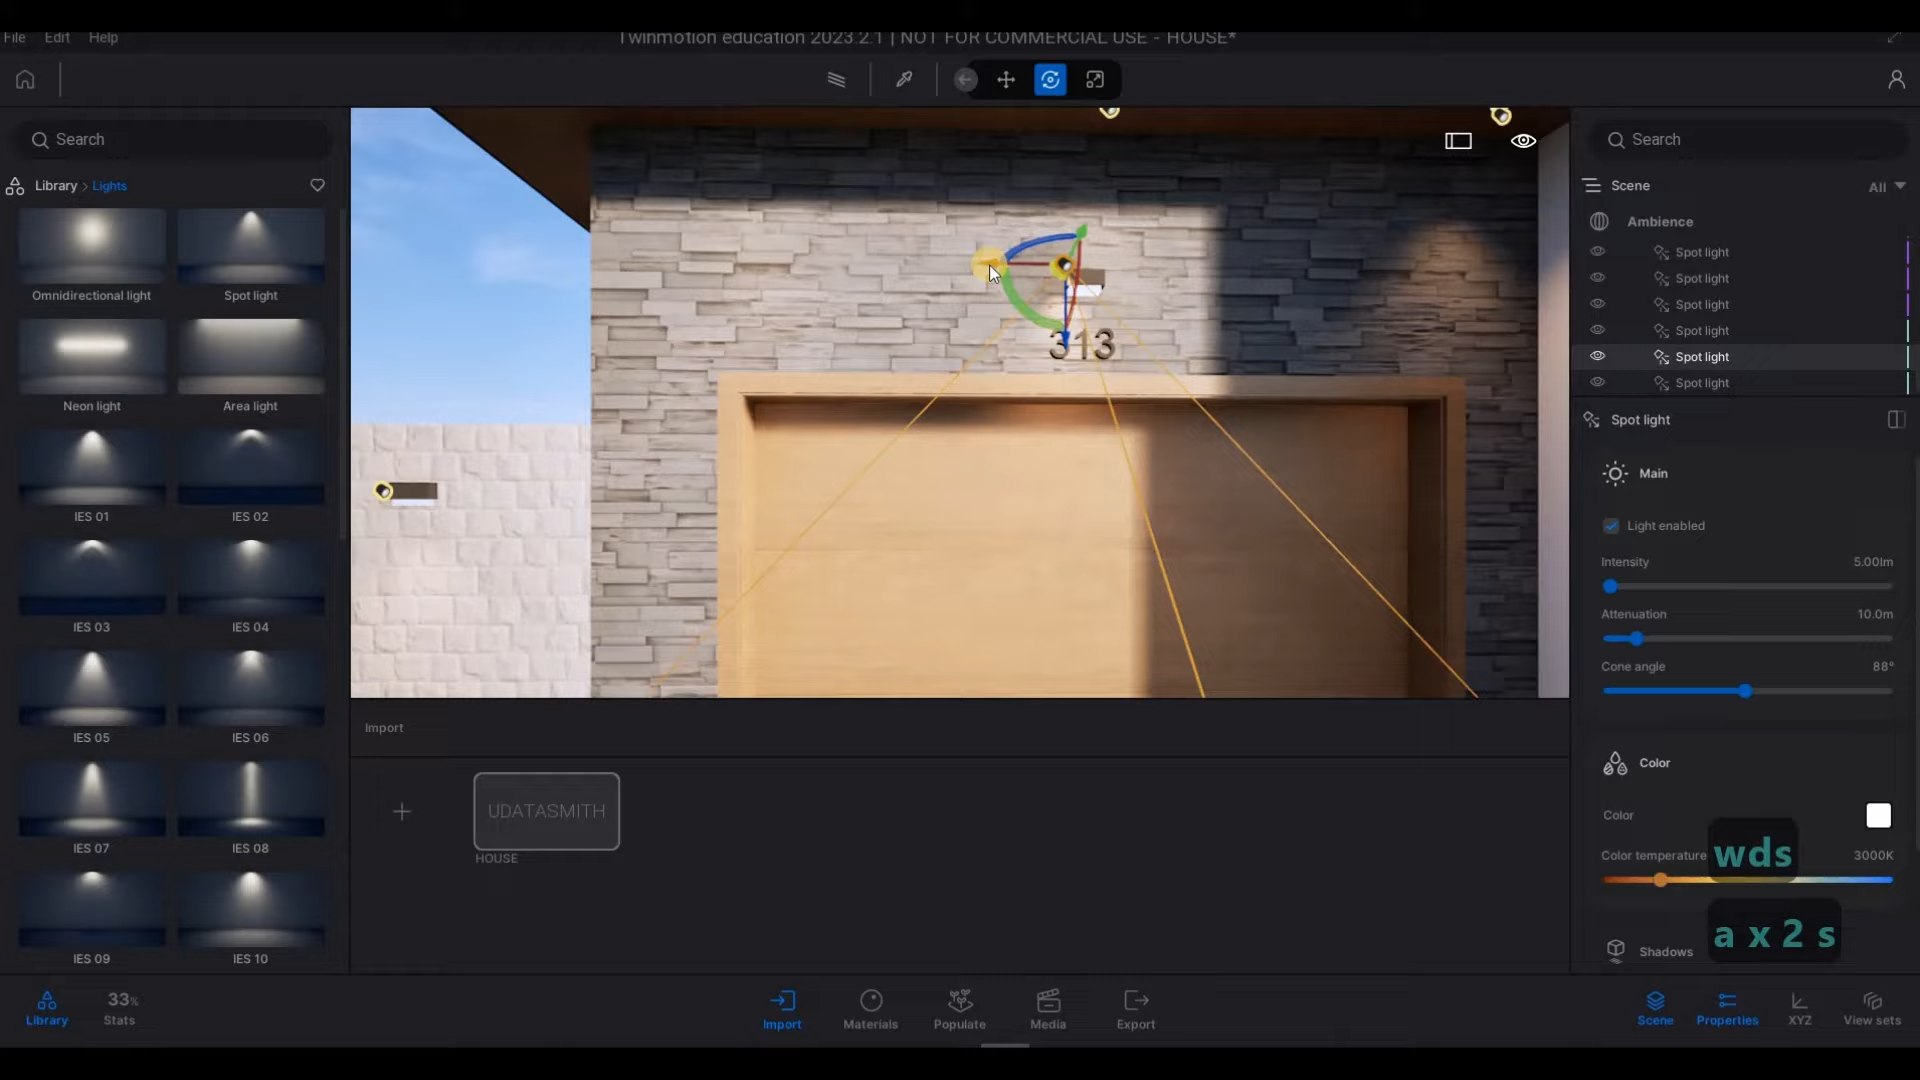 File Edit Help
Twinmotion education 2023.2.1 | NOT FOR COMMERCIAL USE - HOUSE*
Search
Library > Lights
Omnidirectional light
Spot light
Neon light
Area light
IES 01
IES 02
IES 03
IES 04
IES 05
IES 06
IES 07
IES 08
IES 09
IES 10
313
Import
UDATASMITH
HOUSE
Search
Scene
All
Ambience
Spot light
Spot light
Spot light
Spot light
Spot light
Spot light
Spot light
Main
Light enabled
Intensity 5.00lm
Attenuation 10.0m
Cone angle 88°
Color
Color
Color temperature 3000K
wds
a x 2 s
Shadows
Library
33%
Stats
Import
Materials
Populate
Media
Export
Scene
Properties
XYZ
View sets